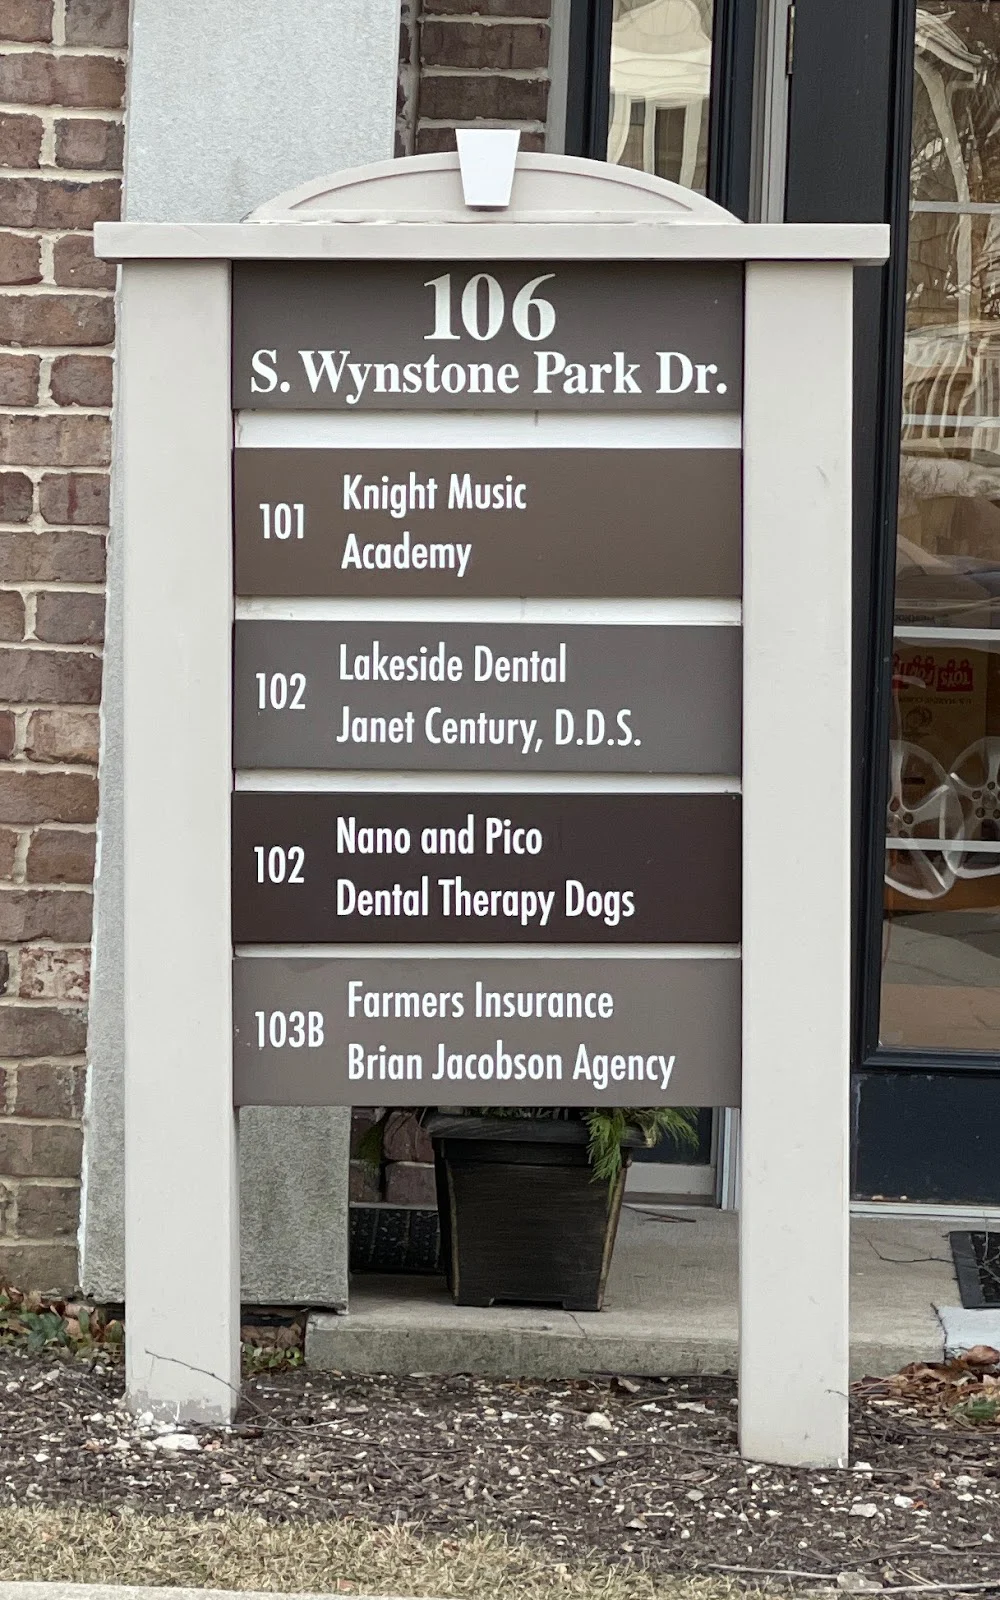 106
S. Wynstone Park Dr.
101
Knight Music
Academy
102
Lakeside Dental
Janet Century, D.D.S.
102
Nano and Pico
Dental Therapy Dogs
103B
Farmers Insurance
Brian Jacobson Agency